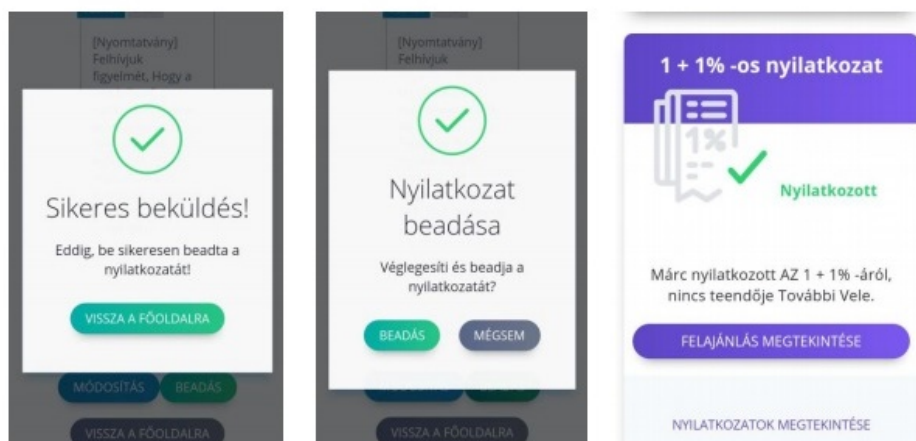 [Nyomtatvány]
Felhívjuk
figyelmét, Hogy a
Sikeres beküldés!
Eddig, be sikeresen beadta a
nyilatkozatát!
VISSZA A FŐOLDALRA
MÓDOSÍTÁS
BEADÁS
VISSZA A FŐOLDALRA
[Nyomtatvány]
Felhívjuk
Nyilatkozat
beadása
Véglegesíti és beadja a
nyilatkozatát?
BEADÁS
MÉGSEM
VISSZA A FŐOLDALRA
1 + 1% -os nyilatkozat
1%
Nyilatkozott
Márc nyilatkozott AZ 1 + 1% -áról,
nincs teendője További Vele.
FELAJÁNLÁS MEGTEKINTÉSE
NYILATKOZATOK MEGTEKINTÉSE